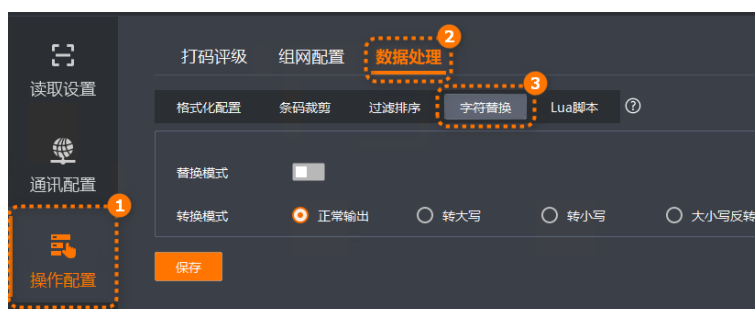 读取设置
通讯配置
1
操作配置
打码评级 组网配置 数据处理 2
格式化配置 条码裁剪 过滤排序 字符替换 3 Lua脚本 ?
替换模式
转换模式 正常输出 转大写 转小写 大小写反转
保存